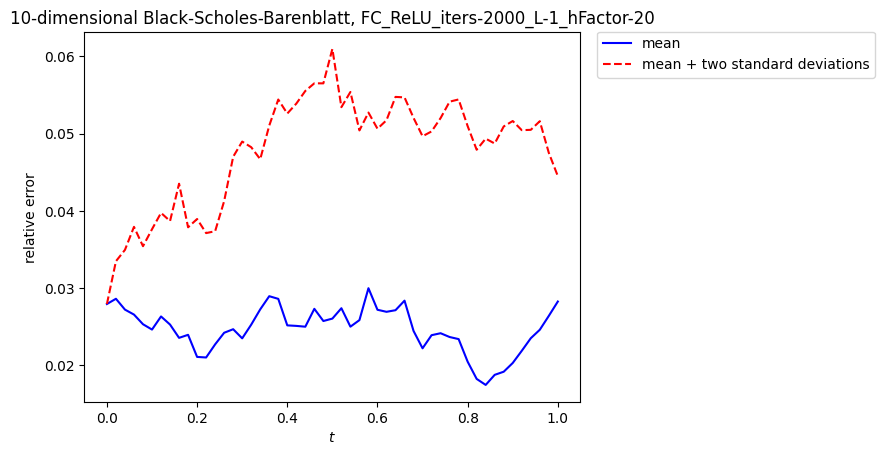 10-dimensional Black-Scholes-Barenblatt, FC_ReLU_iters-2000_L-1_hFactor-20
mean
mean + two standard deviations
0.06
0.05
0.04
0.03
0.02
relative error
0.0 0.2 0.4 0.6 0.8 1.0
t